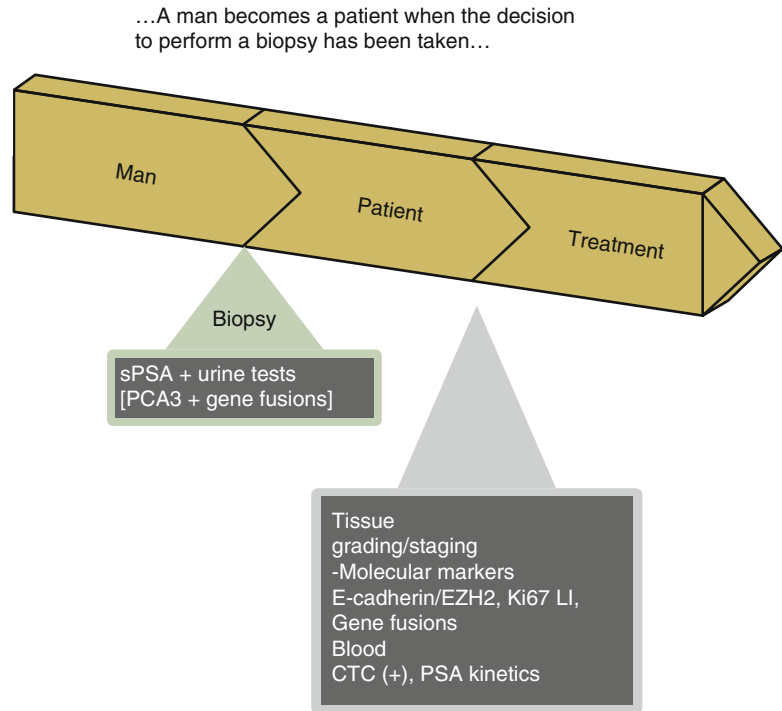 …A man becomes a patient when the decision
to perform a biopsy has been taken…
Man
Patient
Treatment
Biopsy
sPSA + urine tests
[PCA3 + gene fusions]
Tissue
grading/staging
-Molecular markers
E-cadherin/EZH2, Ki67 LI,
Gene fusions
Blood
CTC (+), PSA kinetics